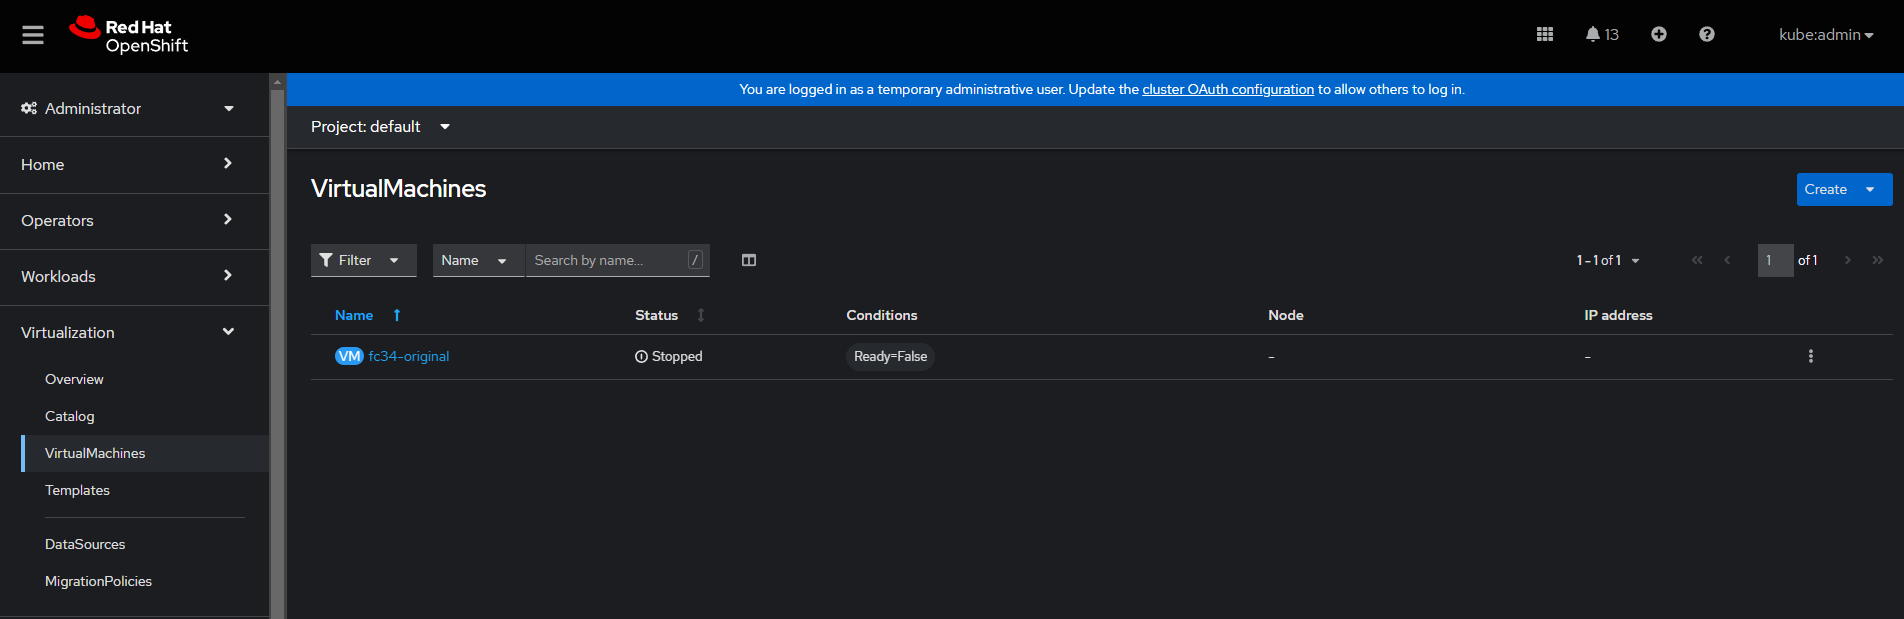 Red Hat
OpenShift
13
kube:admin
You are logged in as a temporary administrative user. Update the cluster OAuth configuration to allow others to log in.
Administrator
Home
Operators
Workloads
Virtualization
Overview
Catalog
VirtualMachines
Templates
DataSources
MigrationPolicies
Project: default
VirtualMachines
Create
Filter
Name
Search by name...
/
1 - 1 of 1
1 of 1
Name Status Conditions Node IP address
VM fc34-original Stopped Ready=False - -